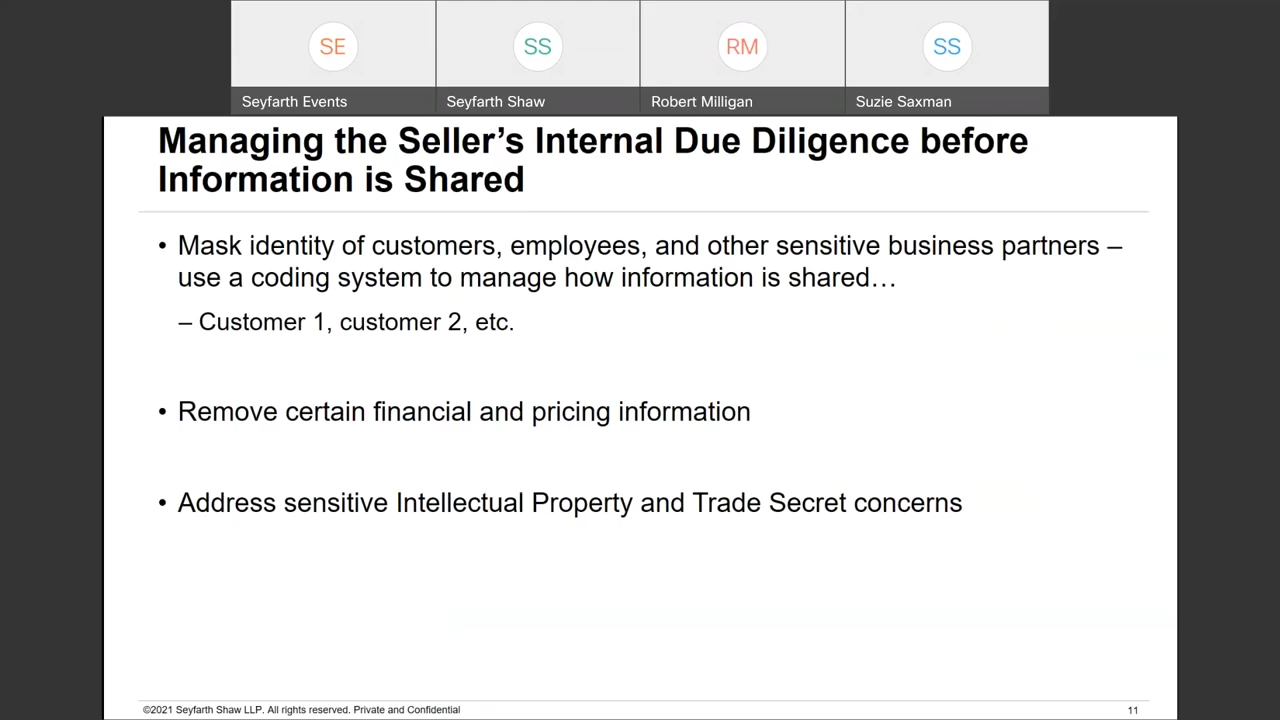 SE
SS
RM
SS
Seyfarth Events
Seyfarth Shaw
Robert Milligan
Suzie Saxman
Managing the Seller’s Internal Due Diligence before
Information is Shared
• Mask identity of customers, employees, and other sensitive business partners –
use a coding system to manage how information is shared…
– Customer 1, customer 2, etc.
• Remove certain financial and pricing information
• Address sensitive Intellectual Property and Trade Secret concerns
©2021 Seyfarth Shaw LLP. All rights reserved. Private and Confidential
11